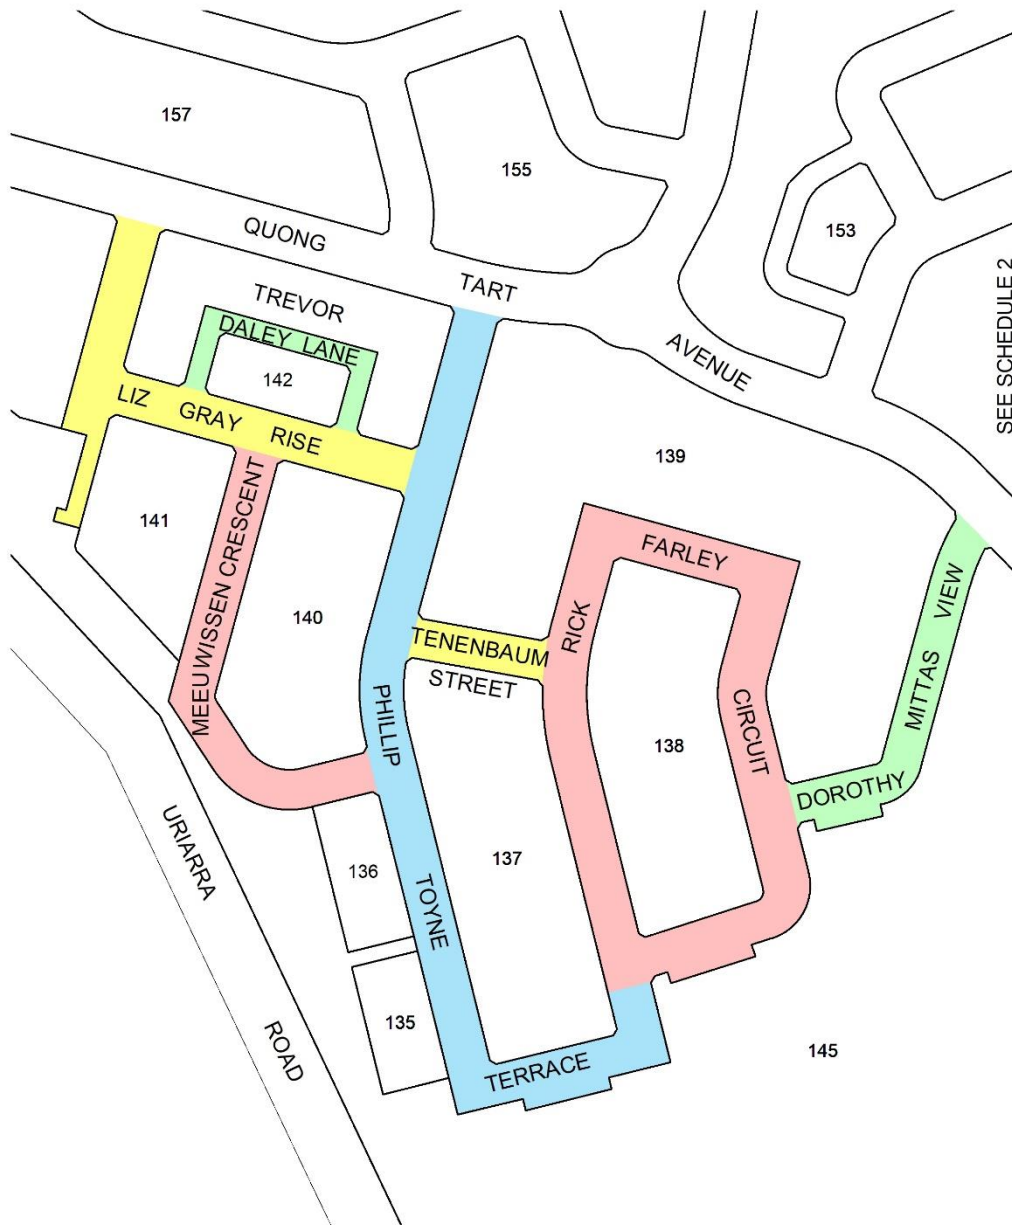 157
155
153
QUONG
TART
AVENUE
SEE SCHEDULE 2
TREVOR
DALEY LANE
142
LIZ GRAY RISE
139
141
MEEUWISSEN CRESCENT
140
FARLEY
RICK
CIRCUIT
TENENBAUM
STREET
MITTAS VIEW
DOROTHY
PHILLIP
138
137
136
TOYNE
URIARRA
135
ROAD
TERRACE
145